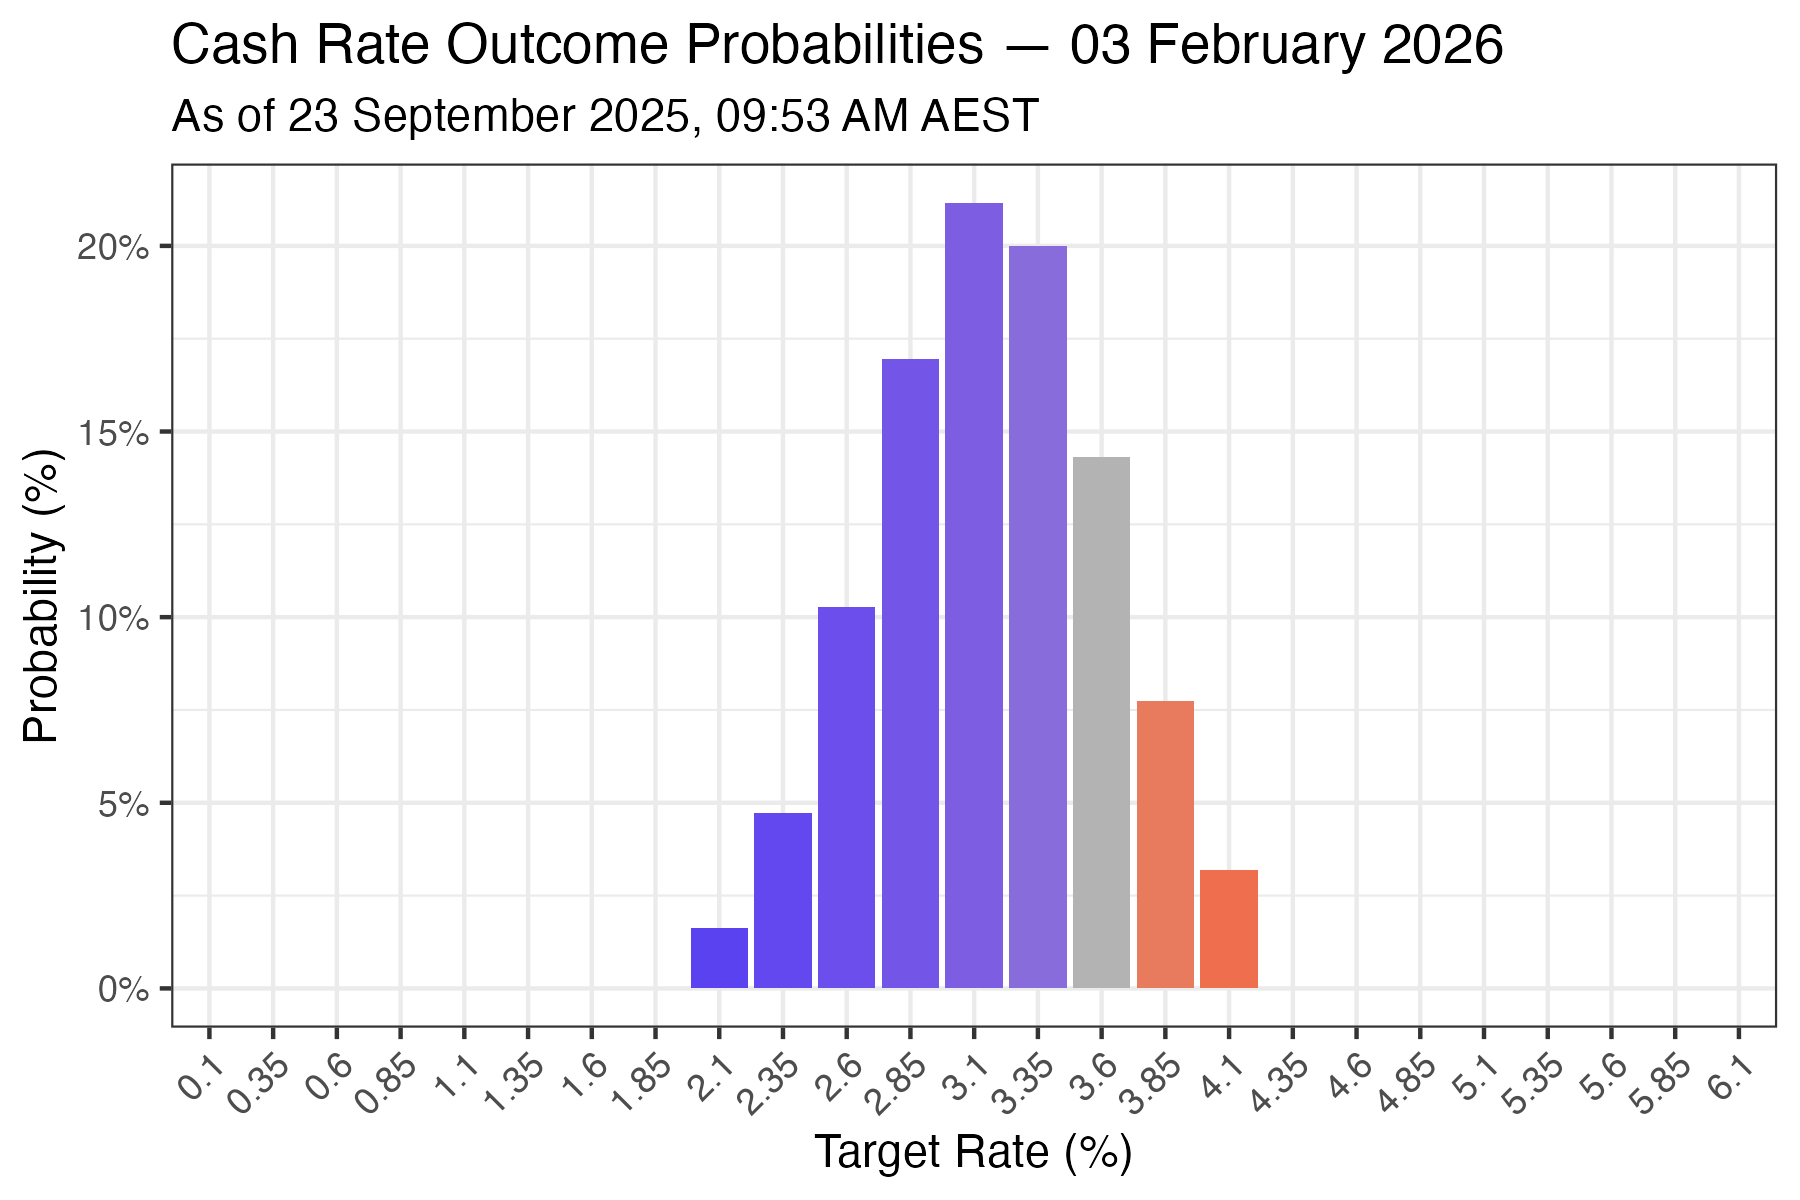 Cash Rate Outcome Probabilities — 03 February 2026
As of 23 September 2025, 09:53 AM AEST
Probability (%)
20%
15%
10%
5%
0%
0.1 0.35 0.6 0.85 1.1 1.35 1.6 1.85 2.1 2.35 2.6 2.85 3.1 3.35 3.6 3.85 4.1 4.35 4.6 4.85 5.1 5.35 5.6 5.85 6.1
Target Rate (%)